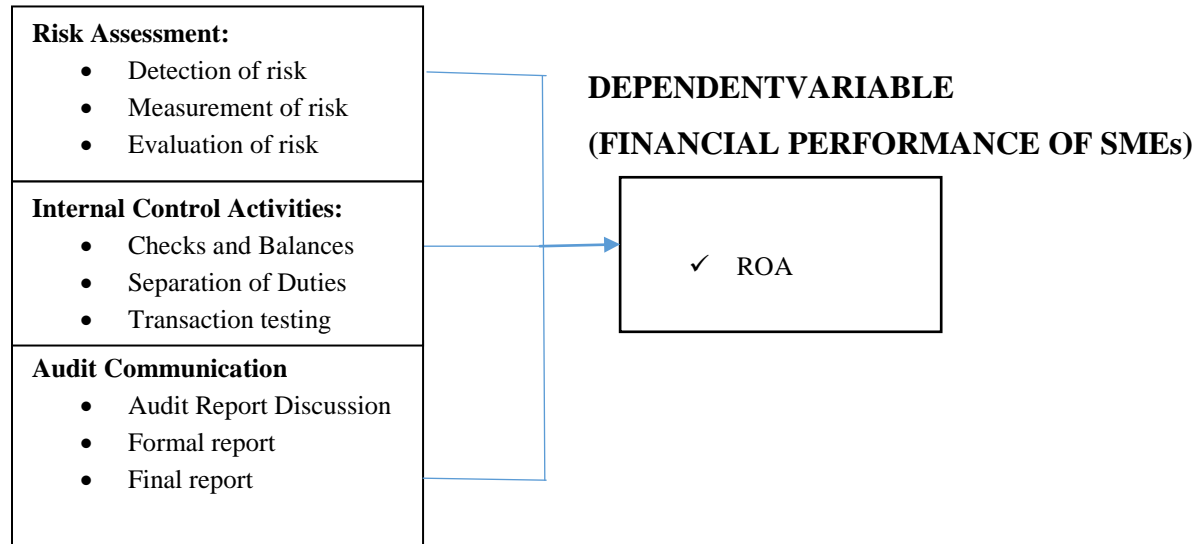 Risk Assessment:
• Detection of risk
• Measurement of risk
• Evaluation of risk
Internal Control Activities:
• Checks and Balances
• Separation of Duties
• Transaction testing
Audit Communication
• Audit Report Discussion
• Formal report
• Final report
DEPENDENTVARIABLE
(FINANCIAL PERFORMANCE OF SMEs)
✓ ROA